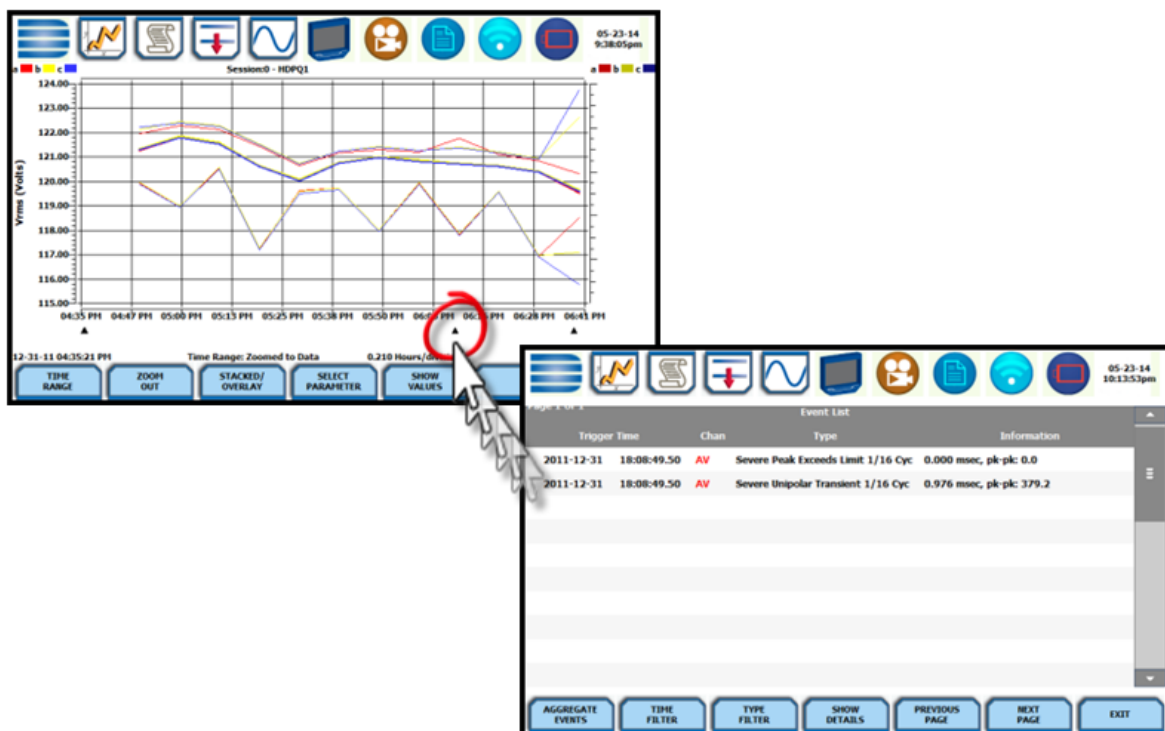 05-23-14
9:38:05pm
a b c Session:0 - HDPQ1 a b c
124.00
123.00
122.00
121.00
120.00
119.00
118.00
117.00
116.00
115.00
Vrms (Volts)
04:35 PM 04:47 PM 05:00 PM 05:13 PM 05:25 PM 05:38 PM 05:50 PM 06:28 PM 06:41 PM
12-31-11 04:35:21 PM Time Range: Zoomed to Data 0.210 Hours/di
TIME RANGE ZOOM OUT STACKED/ OVERLAY SELECT PARAMETER SHOW VALUES
05-23-14
10:13:53pm
Page 1 of 1 Event List
Trigger Time Chan Type Information
2011-12-31 18:08:49.50 AV Severe Peak Exceeds Limit 1/16 Cyc 0.000 msec, pk-pk: 0.0
2011-12-31 18:08:49.50 AV Severe Unipolar Transient 1/16 Cyc 0.976 msec, pk-pk: 379.2
AGGREGATE EVENTS TIME FILTER TYPE FILTER SHOW DETAILS PREVIOUS PAGE NEXT PAGE EXIT